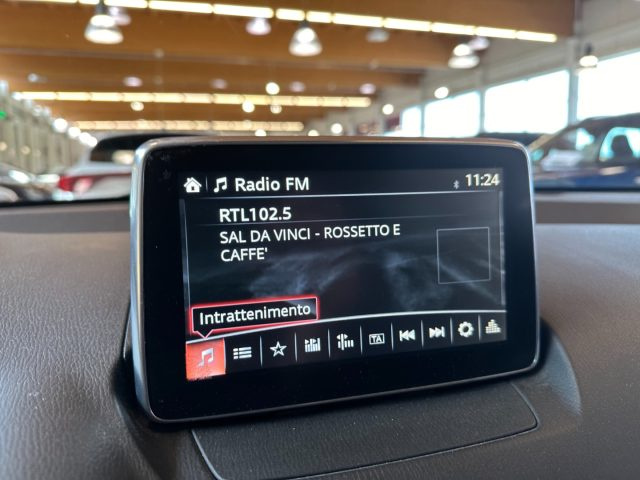 Radio FM
11:24
RTL102.5
SAL DA VINCI - ROSSETTO E
CAFFE'
Intrattenimento
TA